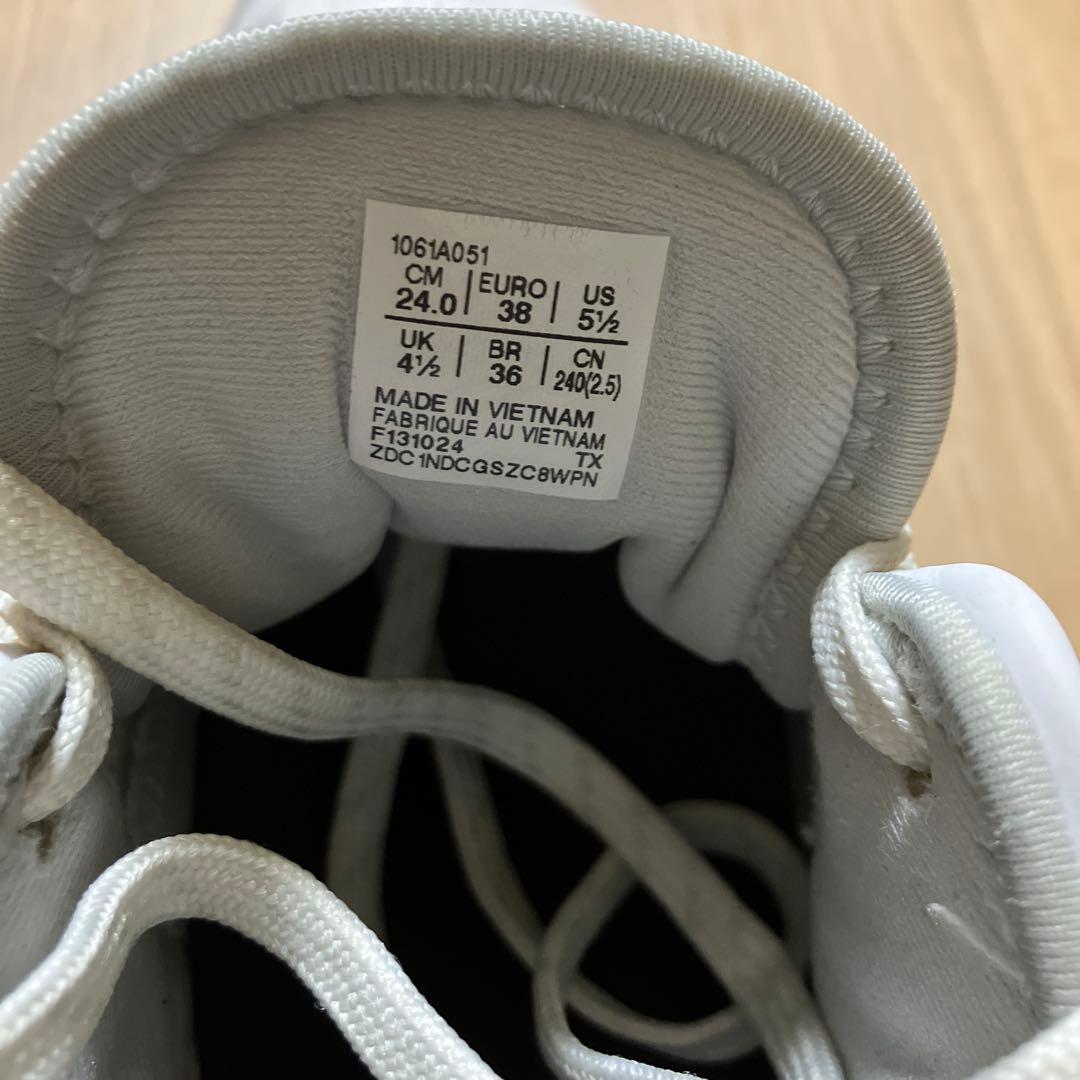 1061A051
CM | EURO | US
24.0 | 38 | 5½
UK | BR | CN
4½ | 36 | 240(2.5)
MADE IN VIETNAM
FABRIQUE AU VIETNAM
F131024 TX
ZDC1NDCGSZC8WPN